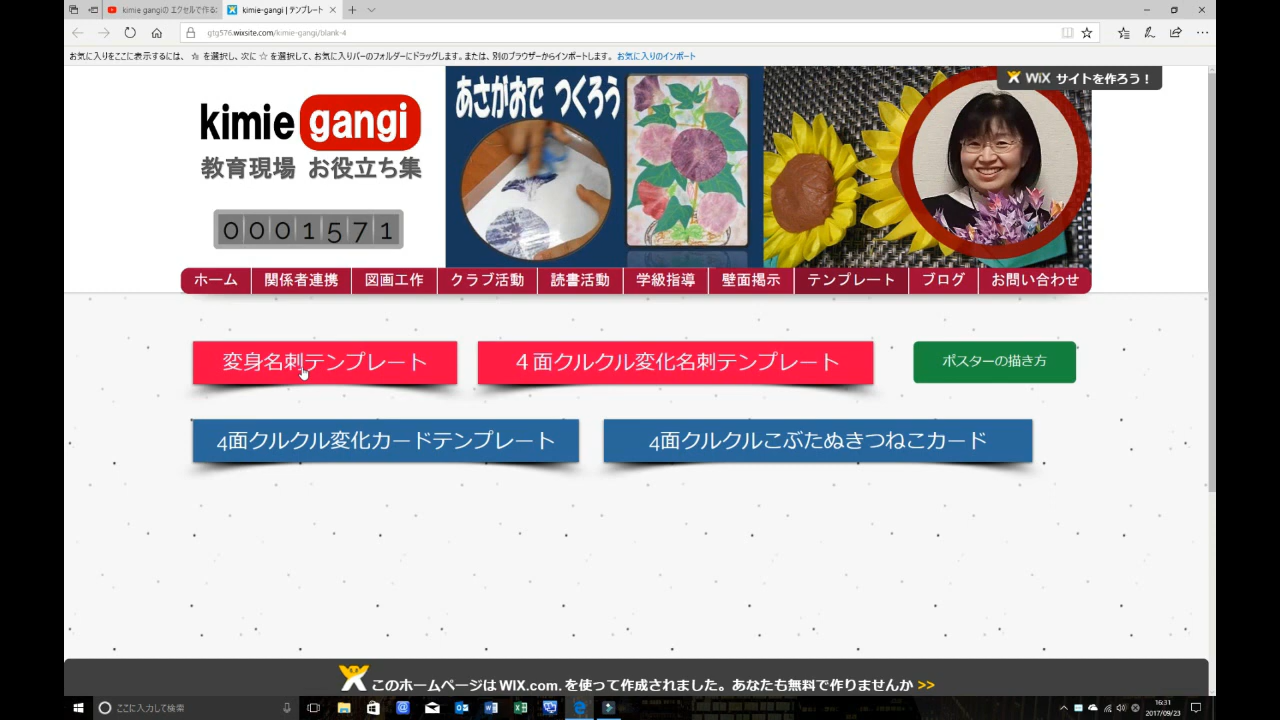 kimie gangiの エクセルで作る
kimie-gangi | テンプレート
gtg576.wixsite.com/kimie-gangi/blank-4
お気に入りをここに表示するには、☆ を選択し、次に ☆ を選択して、お気に入りバーのフォルダーにドラッグします。または、別のブラウザーからインポートします。 お気に入りのインポート
WiX サイトを作ろう！
あさがおで つくろう
kimie gangi
教育現場 お役立ち集
0001571
ホーム 関係者連携 図画工作 クラブ活動 読書活動 学級指導 壁面掲示 テンプレート ブログ お問い合わせ
変身名刺テンプレート
４面クルクル変化名刺テンプレート
ポスターの描き方
4面クルクル変化カードテンプレート
4面クルクルこぶたぬきつねこカード
このホームページは WIX.com. を使って作成されました。あなたも無料で作りませんか >>
ここに入力して検索
16:31
2017/09/23